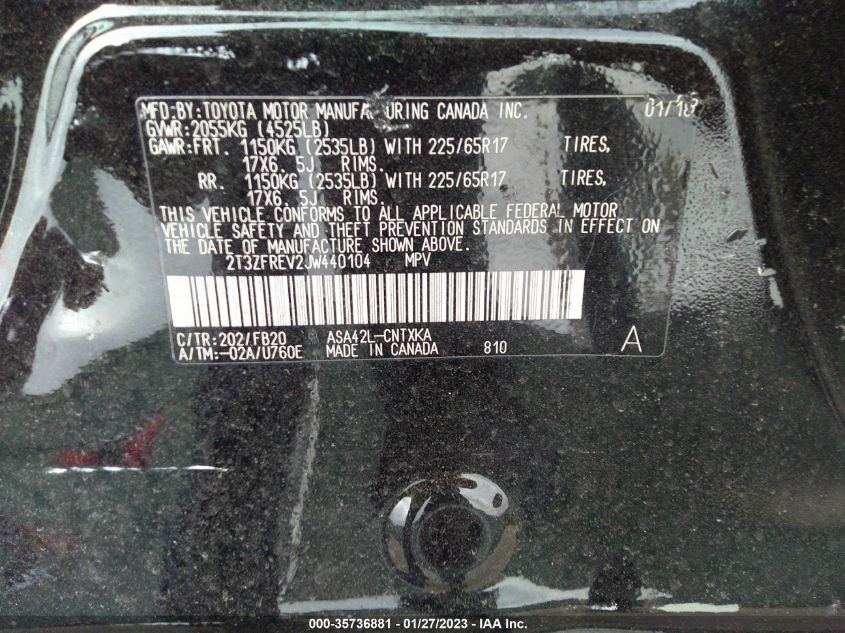 MFD.BY:TOYOTA MOTOR MANUFACTURING CANADA INC. 01/18
GVWR:2055KG (4525LB)
GAWR:FRT. 1150KG (2535LB) WITH 225/65R17 TIRES,
17X6.5J RIMS.
RR. 1150KG (2535LB) WITH 225/65R17 TIRES,
17X6.5J RIMS.
THIS VEHICLE CONFORMS TO ALL APPLICABLE FEDERAL MOTOR
VEHICLE SAFETY AND THEFT PREVENTION STANDARDS IN EFFECT ON
THE DATE OF MANUFACTURE SHOWN ABOVE.
2T3ZFREV2JW440104 MPV
C/TR:202/FB20 ASA42L-CNTXKA
A/TM:-02A/U760E MADE IN CANADA 810 A
000-35736881 - 01/27/2023 - IAA Inc.